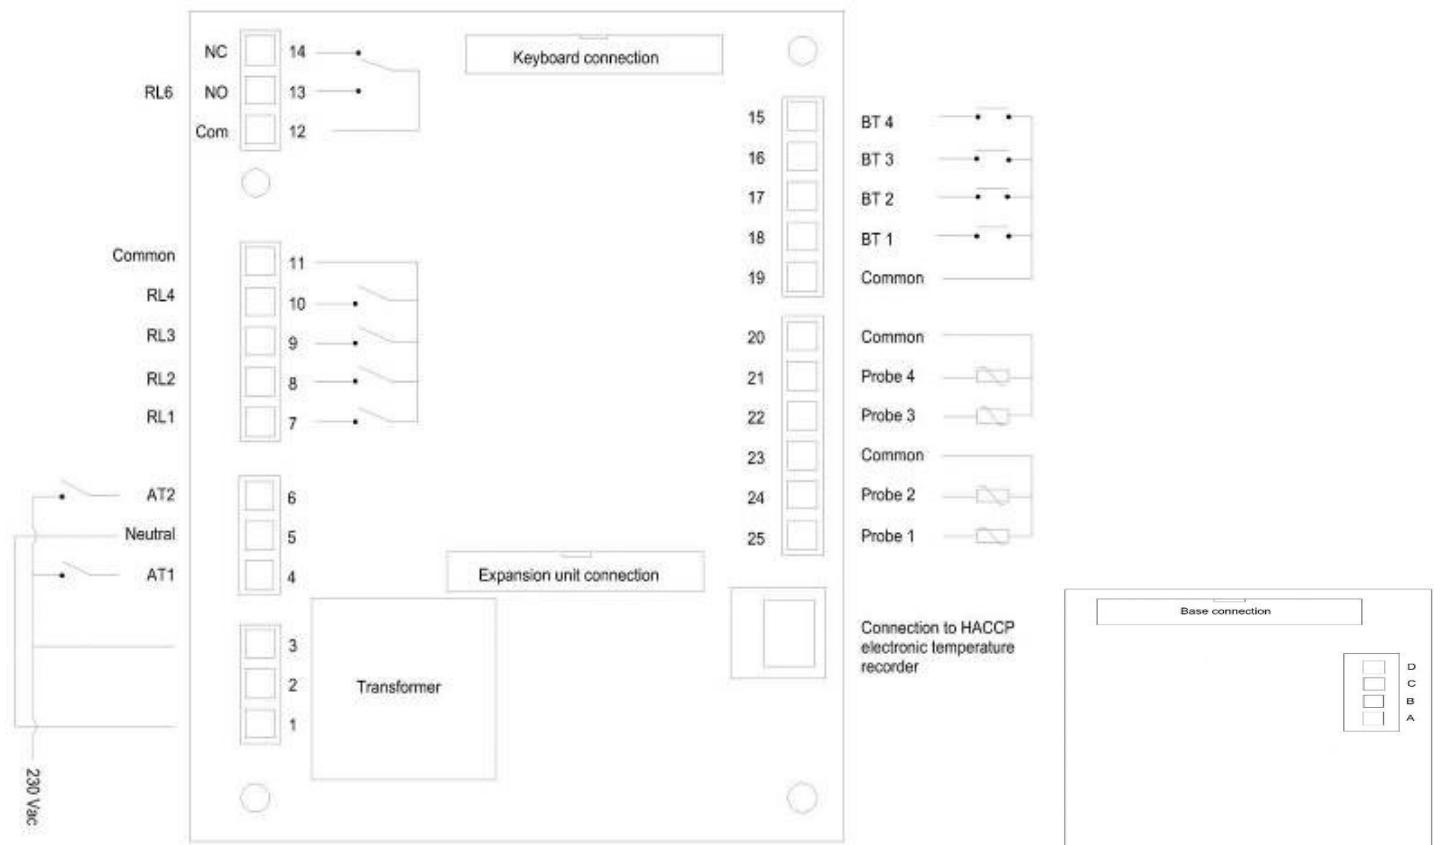 NC 14
RL6 NO 13
Com 12
Keyboard connection
Common 11
RL4 10
RL3 9
RL2 8
RL1 7
AT2 6
Neutral 5
AT1 4
3
2
1
230 Vac
Expansion unit connection
Transformer
15 BT 4
16 BT 3
17 BT 2
18 BT 1
19 Common
20 Common
21 Probe 4
22 Probe 3
23 Common
24 Probe 2
25 Probe 1
Connection to HACCP
electronic temperature
recorder
Base connection
D
C
B
A